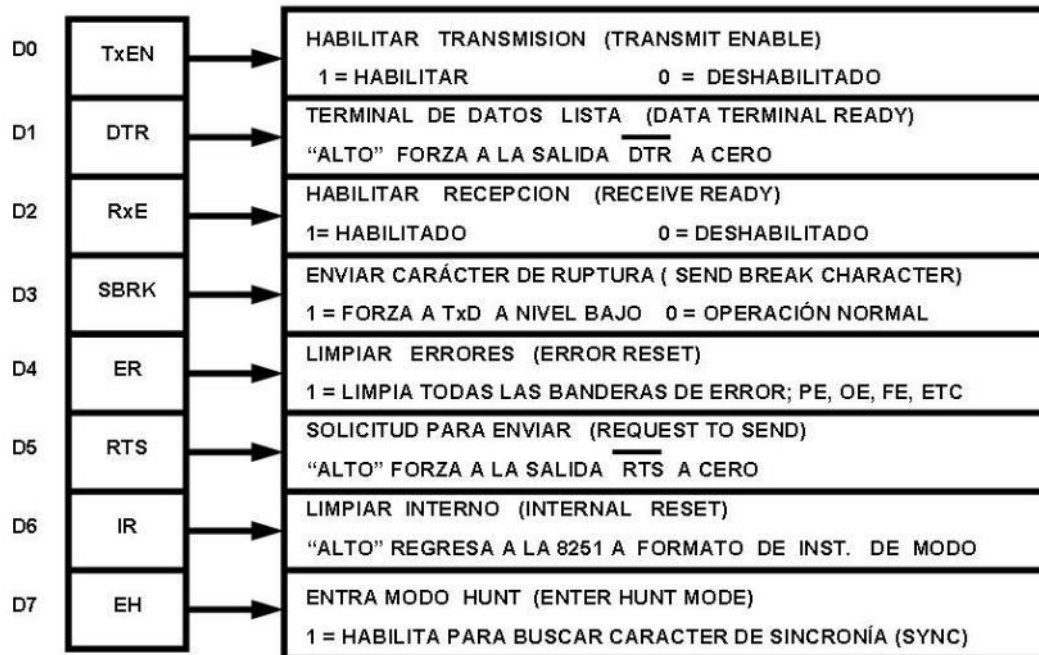 D0 TxEN HABILITAR TRANSMISION (TRANSMIT ENABLE)
1 = HABILITAR 0 = DESHABILITADO
D1 DTR TERMINAL DE DATOS LISTA (DATA TERMINAL READY)
“ALTO” FORZA A LA SALIDA DTR A CERO
D2 RxE HABILITAR RECEPCION (RECEIVE READY)
1= HABILITADO 0 = DESHABILITADO
D3 SBRK ENVIAR CARÁCTER DE RUPTURA ( SEND BREAK CHARACTER)
1 = FORZA A TxD A NIVEL BAJO 0 = OPERACIÓN NORMAL
D4 ER LIMPIAR ERRORES (ERROR RESET)
1 = LIMPIA TODAS LAS BANDERAS DE ERROR; PE, OE, FE, ETC
D5 RTS SOLICITUD PARA ENVIAR (REQUEST TO SEND)
“ALTO” FORZA A LA SALIDA RTS A CERO
D6 IR LIMPIAR INTERNO (INTERNAL RESET)
“ALTO” REGRESA A LA 8251 A FORMATO DE INST. DE MODO
D7 EH ENTRA MODO HUNT (ENTER HUNT MODE)
1 = HABILITA PARA BUSCAR CARACTER DE SINCRONÍA (SYNC)